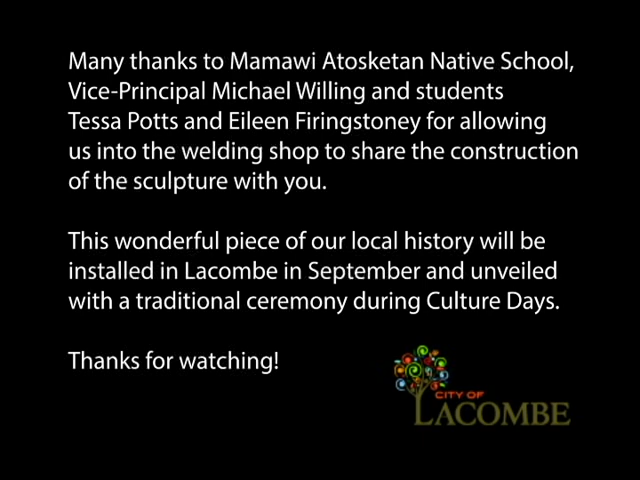 Many thanks to Mamawi Atosketan Native School,
Vice-Principal Michael Willing and students
Tessa Potts and Eileen Firingstoney for allowing
us into the welding shop to share the construction
of the sculpture with you.
This wonderful piece of our local history will be
installed in Lacombe in September and unveiled
with a traditional ceremony during Culture Days.
Thanks for watching!
CITY OF
LACOMBE